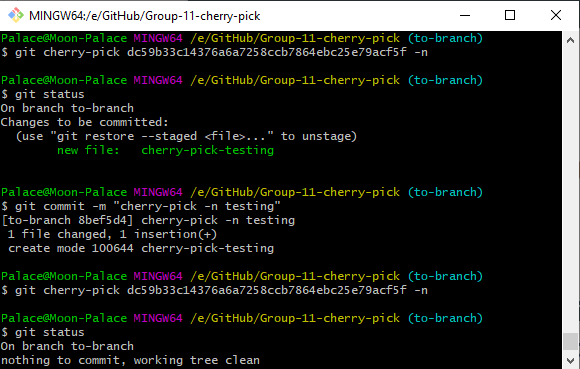 MINGW64:/e/GitHub/Group-11-cherry-pick
Palace@Moon-Palace MINGW64 /e/GitHub/Group-11-cherry-pick (to-branch)
$ git cherry-pick dc59b33c14376a6a7258ccb7864ebc25e79acf5f -n
Palace@Moon-Palace MINGW64 /e/GitHub/Group-11-cherry-pick (to-branch)
$ git status
On branch to-branch
Changes to be committed:
  (use "git restore --staged <file>..." to unstage)
        new file:   cherry-pick-testing
Palace@Moon-Palace MINGW64 /e/GitHub/Group-11-cherry-pick (to-branch)
$ git commit -m "cherry-pick -n testing"
[to-branch 8bef5d4] cherry-pick -n testing
 1 file changed, 1 insertion(+)
 create mode 100644 cherry-pick-testing
Palace@Moon-Palace MINGW64 /e/GitHub/Group-11-cherry-pick (to-branch)
$ git cherry-pick dc59b33c14376a6a7258ccb7864ebc25e79acf5f -n
Palace@Moon-Palace MINGW64 /e/GitHub/Group-11-cherry-pick (to-branch)
$ git status
On branch to-branch
nothing to commit, working tree clean